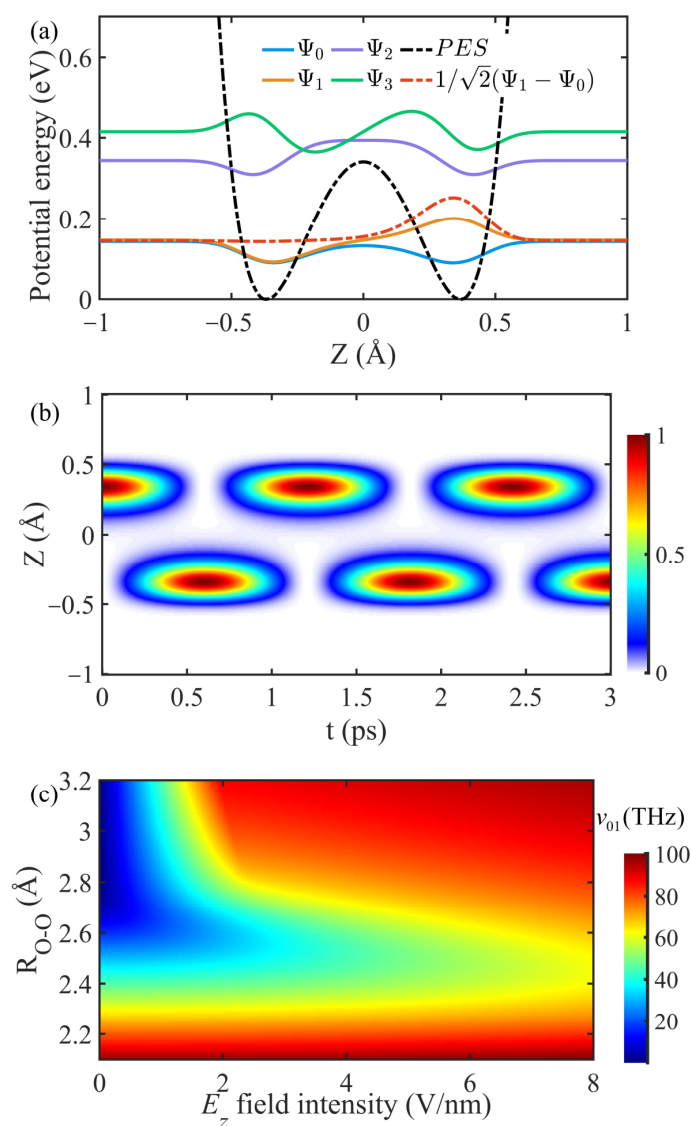 (a)
Ψ0 Ψ2 PES
Ψ1 Ψ3 1/√2(Ψ1 − Ψ0)
Potential energy (eV)
0.6
0.4
0.2
0
−1 −0.5 0 0.5 1
Z (Å)
(b)
Z (Å)
1
0.5
0
−0.5
−1
0 0.5 1 1.5 2 2.5 3
t (ps)
1
0.5
0
(c)
R O-O (Å)
3.2
3
2.8
2.6
2.4
2.2
0 2 4 6 8
Ez field intensity (V/nm)
ν01(THz)
100
80
60
40
20